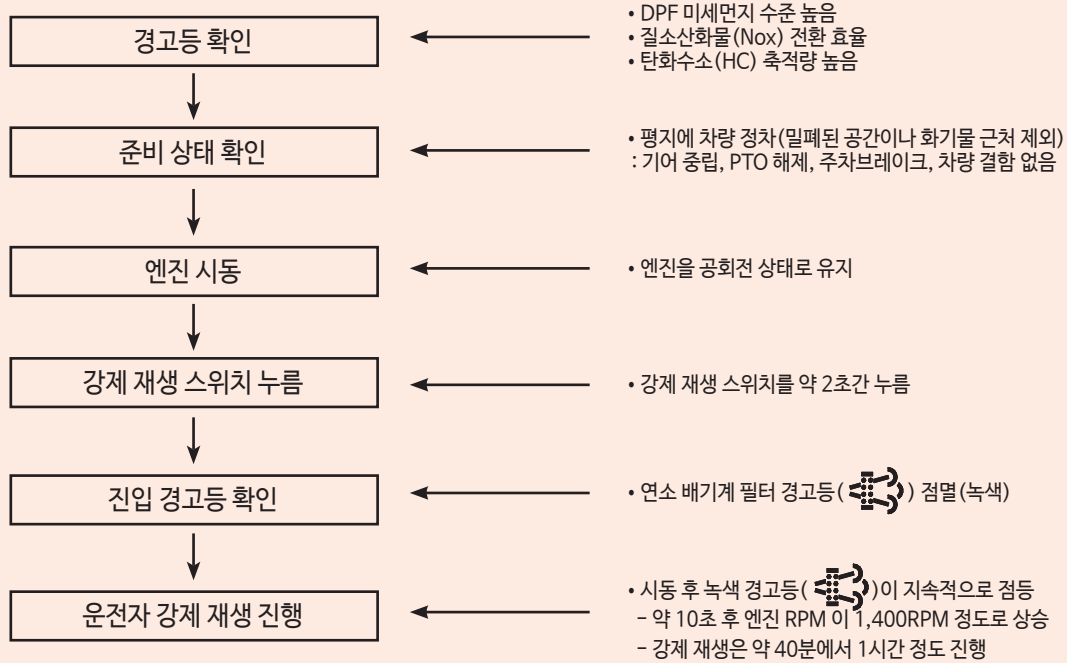 경고등 확인
• DPF 미세먼지 수준 높음
• 질소산화물(Nox) 전환 효율
• 탄화수소(HC) 축적량 높음
준비 상태 확인
• 평지에 차량 정차(밀폐된 공간이나 화기물 근처 제외)
: 기어 중립, PTO 해제, 주차브레이크, 차량 결함 없음
엔진 시동
• 엔진을 공회전 상태로 유지
강제 재생 스위치 누름
• 강제 재생 스위치를 약 2초간 누름
진입 경고등 확인
• 연소 배기계 필터 경고등( ) 점멸(녹색)
운전자 강제 재생 진행
• 시동 후 녹색 경고등( )이 지속적으로 점등
- 약 10초 후 엔진 RPM 이 1,400RPM 정도로 상승
- 강제 재생은 약 40분에서 1시간 정도 진행